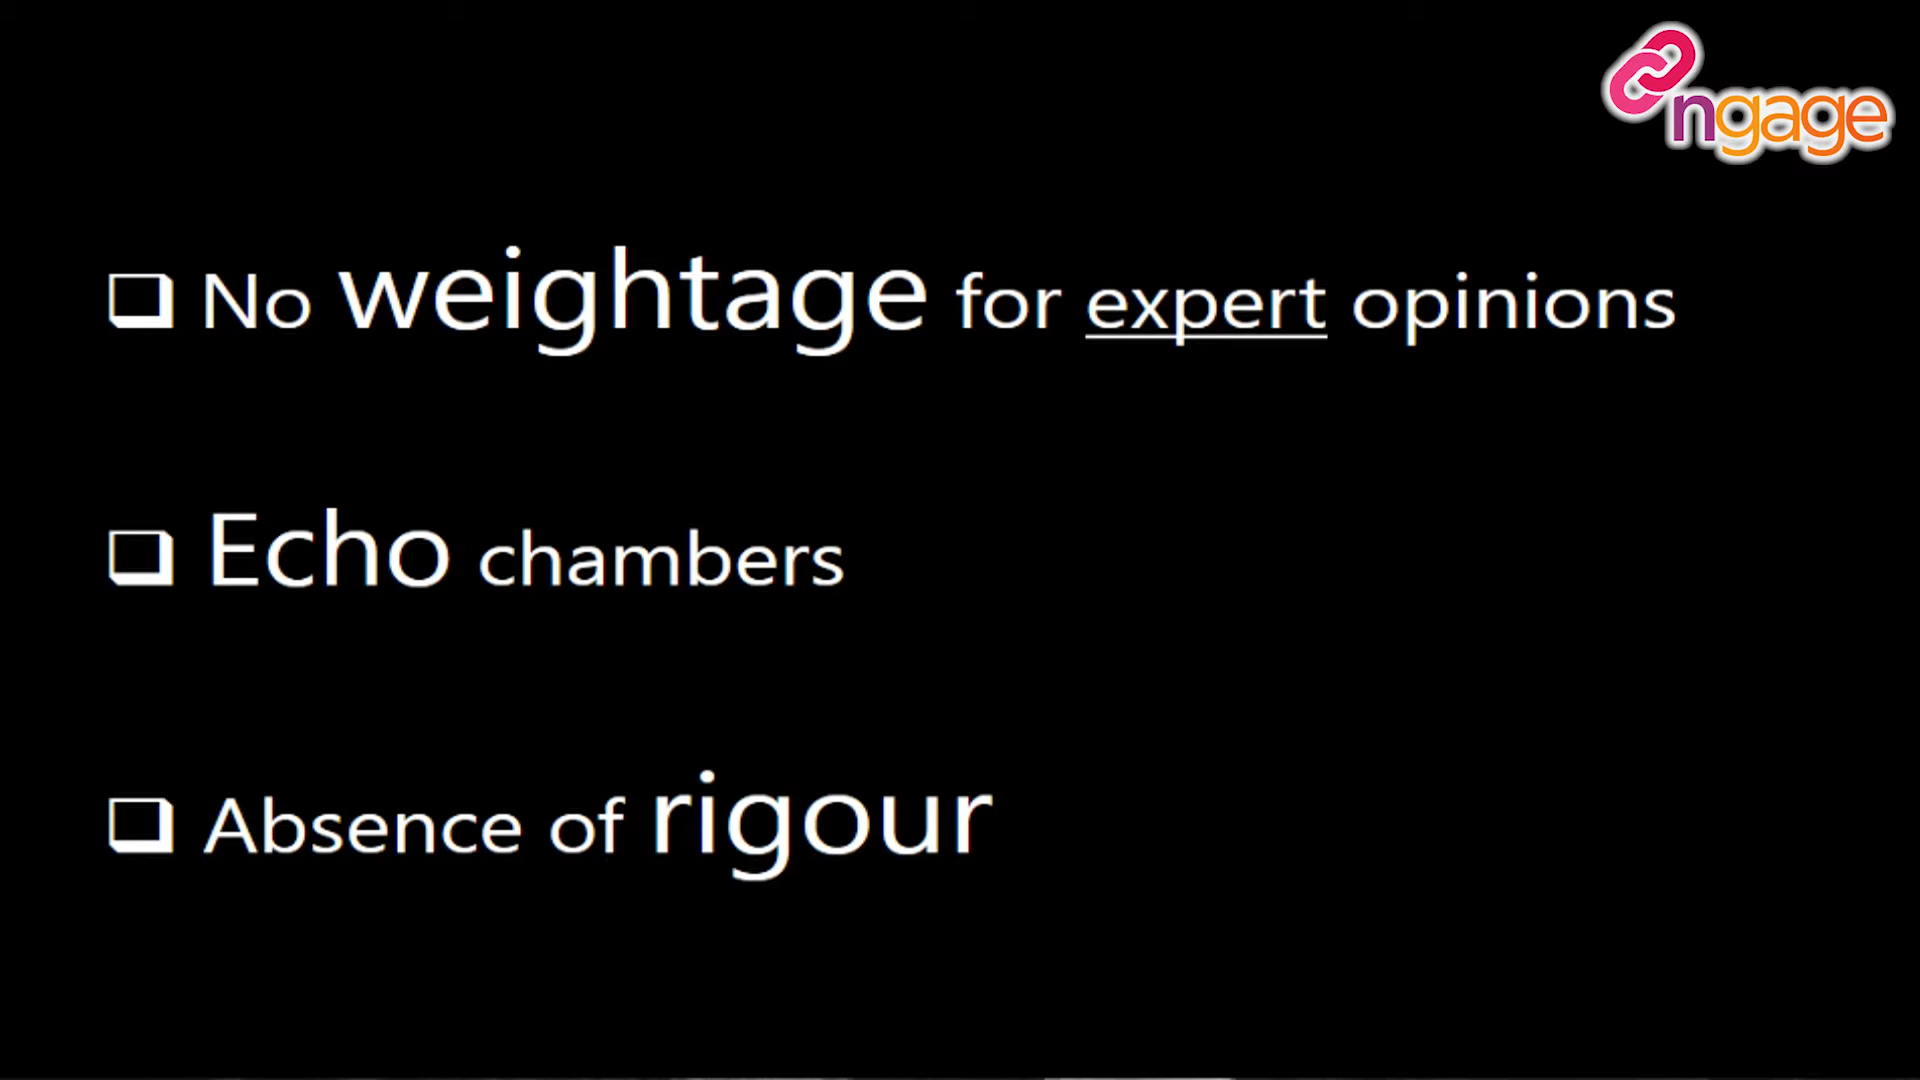 ngage
No weightage for expert opinions
Echo chambers
Absence of rigour